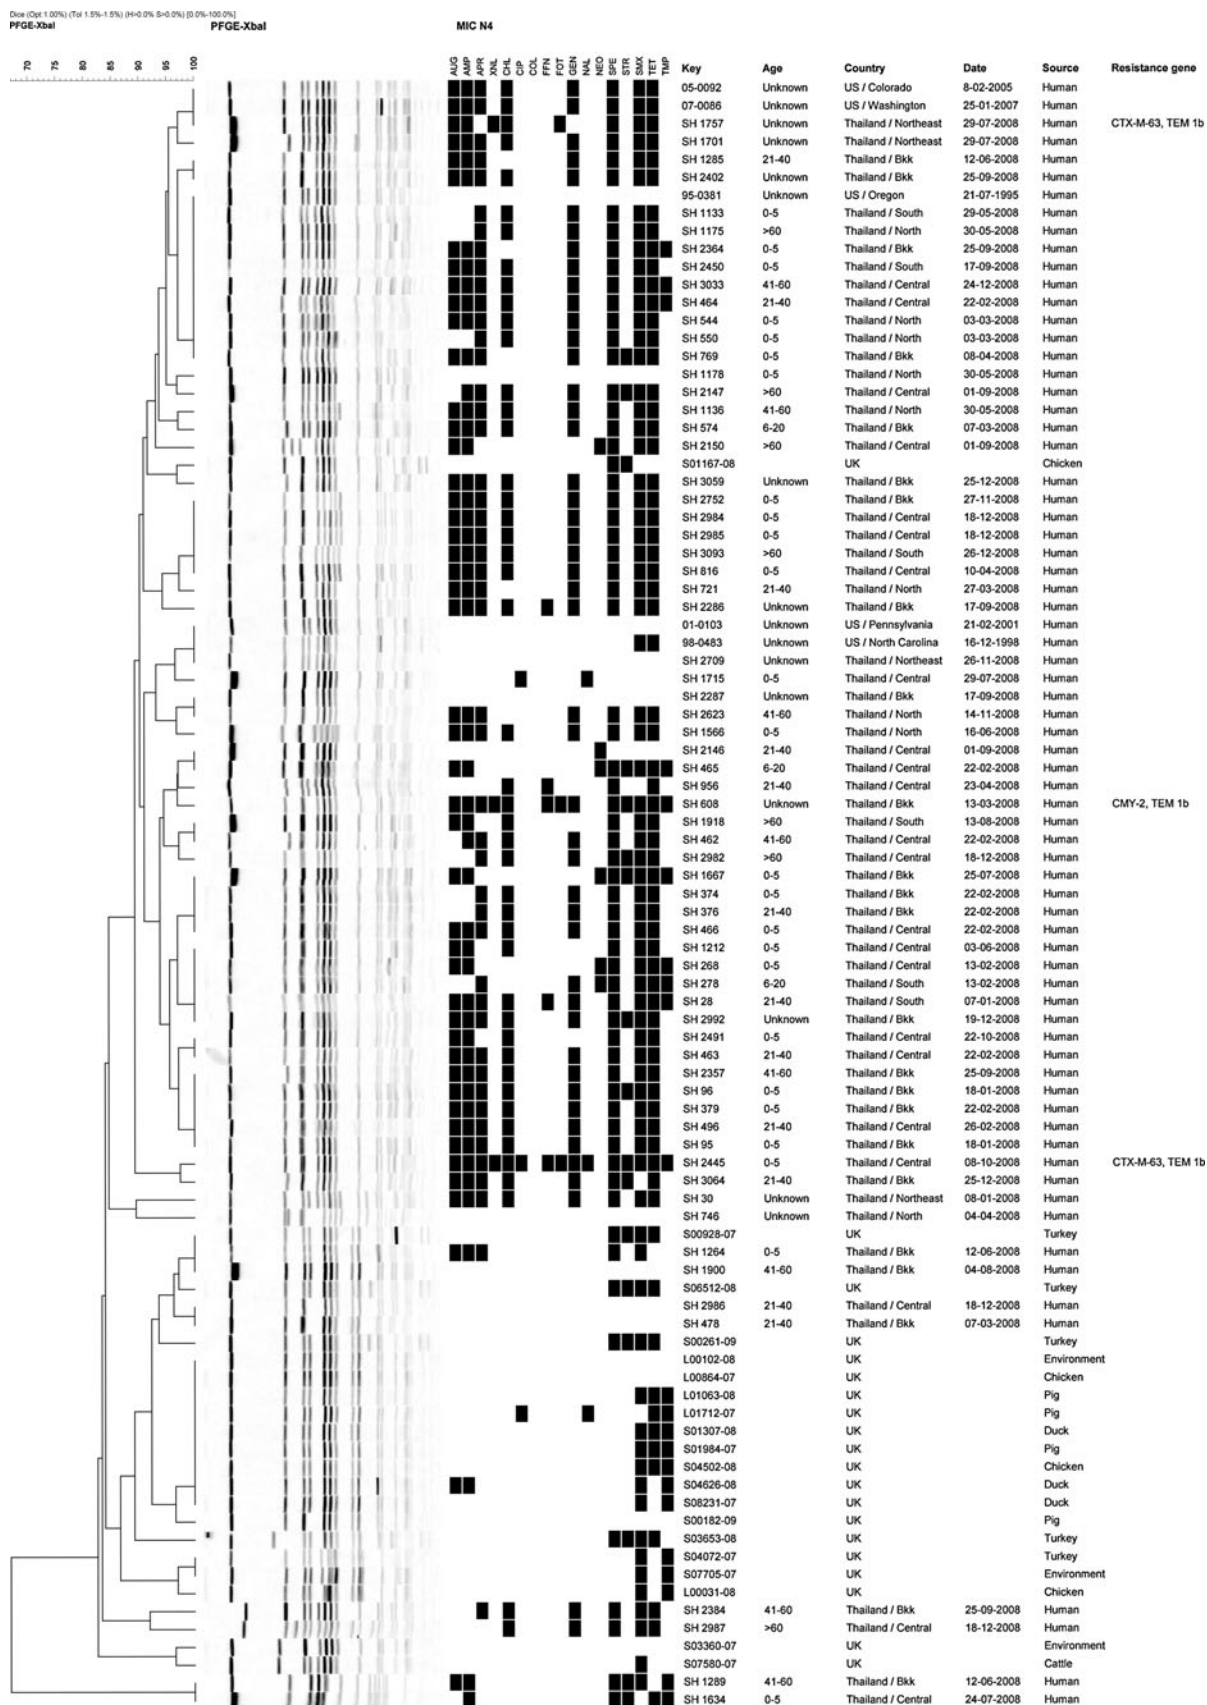 Dice (Opt:1.00%) (Tol 1.5%-1.5%) (H>0.0% S>0.0%) [0.0%-100.0%]
PFGE-XbaI PFGE-XbaI MIC N4
70 75 80 85 90 95 100 AUG AMP APR XNL CHL CIP COL FFN FOT GEN NAL NEO SPE STR SMX TET TMP Key Age Country Date Source Resistance gene
05-0092 Unknown US / Colorado 8-02-2005 Human
07-0086 Unknown US / Washington 25-01-2007 Human
SH 1757 Unknown Thailand / Northeast 29-07-2008 Human CTX-M-63, TEM 1b
SH 1701 Unknown Thailand / Northeast 29-07-2008 Human
SH 1285 21-40 Thailand / Bkk 12-06-2008 Human
SH 2402 Unknown Thailand / Bkk 25-09-2008 Human
95-0381 Unknown US / Oregon 21-07-1995 Human
SH 1133 0-5 Thailand / South 29-05-2008 Human
SH 1175 >60 Thailand / North 30-05-2008 Human
SH 2364 0-5 Thailand / Bkk 25-09-2008 Human
SH 2450 0-5 Thailand / South 17-09-2008 Human
SH 3033 41-60 Thailand / Central 24-12-2008 Human
SH 464 21-40 Thailand / Central 22-02-2008 Human
SH 544 0-5 Thailand / North 03-03-2008 Human
SH 550 0-5 Thailand / North 03-03-2008 Human
SH 769 0-5 Thailand / Bkk 08-04-2008 Human
SH 1178 0-5 Thailand / North 30-05-2008 Human
SH 2147 >60 Thailand / Central 01-09-2008 Human
SH 1136 41-60 Thailand / North 30-05-2008 Human
SH 574 6-20 Thailand / Bkk 07-03-2008 Human
SH 2150 >60 Thailand / Central 01-09-2008 Human
S01167-08 UK Chicken
SH 3059 Unknown Thailand / Bkk 25-12-2008 Human
SH 2752 0-5 Thailand / Bkk 27-11-2008 Human
SH 2984 0-5 Thailand / Central 18-12-2008 Human
SH 2985 0-5 Thailand / Central 18-12-2008 Human
SH 3093 >60 Thailand / South 26-12-2008 Human
SH 816 0-5 Thailand / Central 10-04-2008 Human
SH 721 21-40 Thailand / North 27-03-2008 Human
SH 2286 Unknown Thailand / Bkk 17-09-2008 Human
01-0103 Unknown US / Pennsylvania 21-02-2001 Human
98-0483 Unknown US / North Carolina 16-12-1998 Human
SH 2709 Unknown Thailand / Northeast 26-11-2008 Human
SH 1715 0-5 Thailand / Central 29-07-2008 Human
SH 2287 Unknown Thailand / Bkk 17-09-2008 Human
SH 2623 41-60 Thailand / North 14-11-2008 Human
SH 1566 0-5 Thailand / North 16-06-2008 Human
SH 2146 21-40 Thailand / Central 01-09-2008 Human
SH 465 6-20 Thailand / Central 22-02-2008 Human
SH 956 21-40 Thailand / Central 23-04-2008 Human
SH 608 Unknown Thailand / Bkk 13-03-2008 Human CMY-2, TEM 1b
SH 1918 >60 Thailand / South 13-08-2008 Human
SH 462 41-60 Thailand / Central 22-02-2008 Human
SH 2982 >60 Thailand / Central 18-12-2008 Human
SH 1667 0-5 Thailand / Bkk 25-07-2008 Human
SH 374 0-5 Thailand / Bkk 22-02-2008 Human
SH 376 21-40 Thailand / Bkk 22-02-2008 Human
SH 466 0-5 Thailand / Central 22-02-2008 Human
SH 1212 0-5 Thailand / Central 03-06-2008 Human
SH 268 0-5 Thailand / Central 13-02-2008 Human
SH 278 6-20 Thailand / South 13-02-2008 Human
SH 28 21-40 Thailand / South 07-01-2008 Human
SH 2992 Unknown Thailand / Bkk 19-12-2008 Human
SH 2491 0-5 Thailand / Central 22-10-2008 Human
SH 463 21-40 Thailand / Central 22-02-2008 Human
SH 2357 41-60 Thailand / Bkk 25-09-2008 Human
SH 96 0-5 Thailand / Bkk 18-01-2008 Human
SH 379 0-5 Thailand / Bkk 22-02-2008 Human
SH 496 21-40 Thailand / Central 26-02-2008 Human
SH 95 0-5 Thailand / Bkk 18-01-2008 Human
SH 2445 0-5 Thailand / Central 08-10-2008 Human CTX-M-63, TEM 1b
SH 3064 21-40 Thailand / Bkk 25-12-2008 Human
SH 30 Unknown Thailand / Northeast 08-01-2008 Human
SH 746 Unknown Thailand / North 04-04-2008 Human
S00928-07 UK Turkey
SH 1264 0-5 Thailand / Bkk 12-06-2008 Human
SH 1900 41-60 Thailand / Bkk 04-08-2008 Human
S06512-08 UK Turkey
SH 2986 21-40 Thailand / Central 18-12-2008 Human
SH 478 21-40 Thailand / Bkk 07-03-2008 Human
S00261-09 UK Turkey
L00102-08 UK Environment
L00864-07 UK Chicken
L01063-08 UK Pig
L01712-07 UK Pig
S01307-08 UK Duck
S01984-07 UK Pig
S04502-08 UK Chicken
S04626-08 UK Duck
S08231-07 UK Duck
S00182-09 UK Pig
S03653-08 UK Turkey
S04072-07 UK Turkey
S07705-07 UK Environment
L00031-08 UK Chicken
SH 2384 41-60 Thailand / Bkk 25-09-2008 Human
SH 2987 >60 Thailand / Central 18-12-2008 Human
S03360-07 UK Environment
S07580-07 UK Cattle
SH 1289 41-60 Thailand / Bkk 12-06-2008 Human
SH 1634 0-5 Thailand / Central 24-07-2008 Human